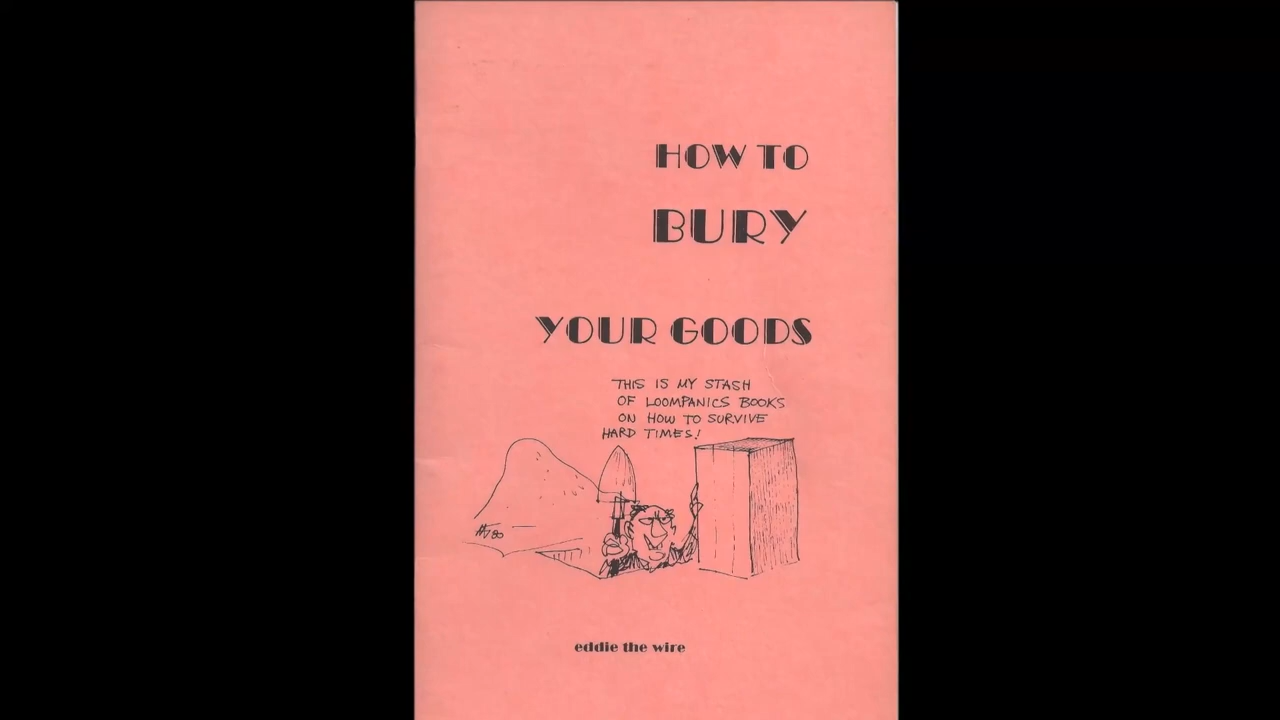 HOW TO
BURY
YOUR GOODS
THIS IS MY STASH
OF LOOMPANICS BOOKS
ON HOW TO SURVIVE
HARD TIMES!
80
eddie the wire